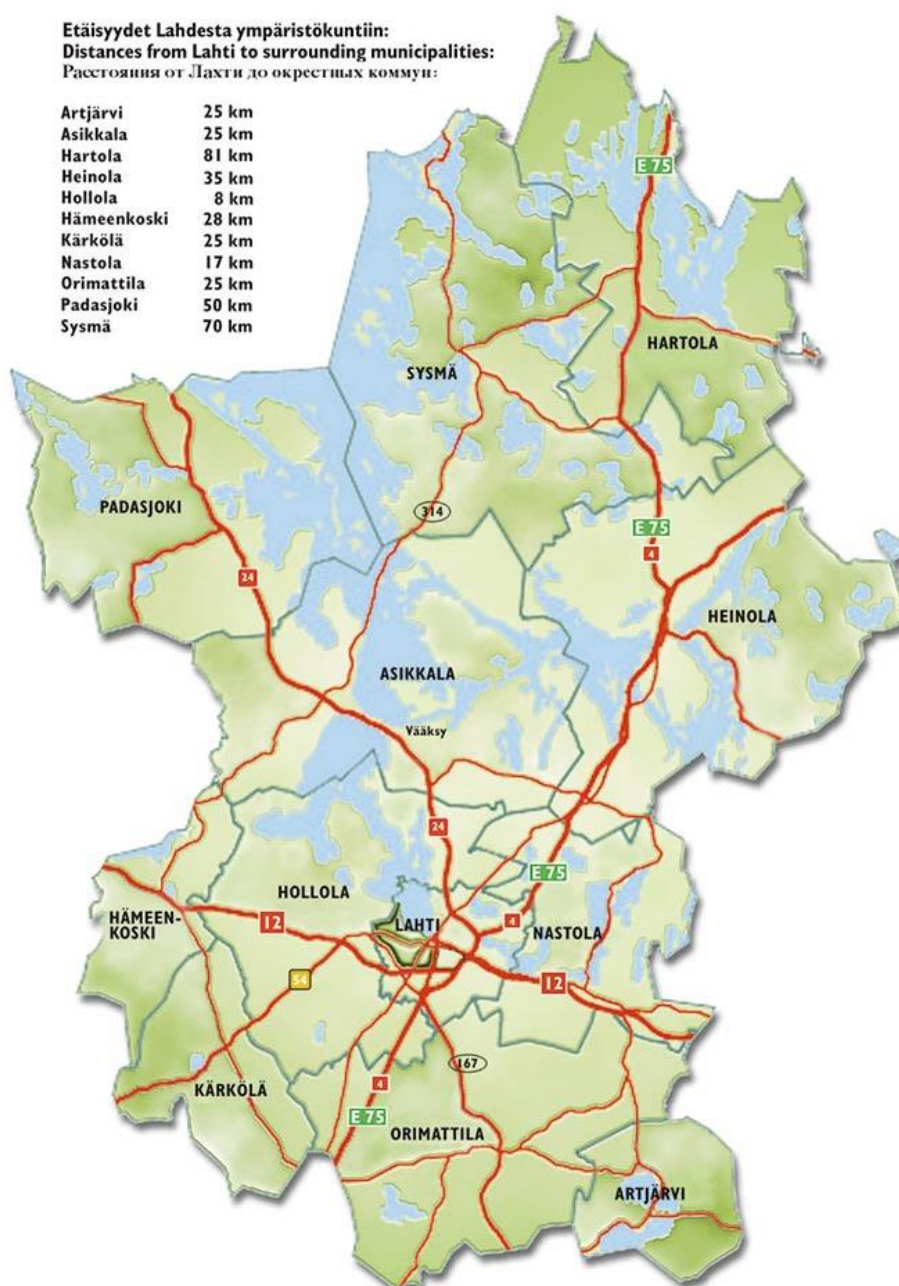 Etäisyydet Lahdesta ympäristökuntiin:
Distances from Lahti to surrounding municipalities:
Расстояния от Лахти до окрестных коммун:
Artjärvi 25 km
Asikkala 25 km
Hartola 81 km
Heinola 35 km
Hollola 8 km
Hämeenkoski 28 km
Kärkölä 25 km
Nastola 17 km
Orimattila 25 km
Padasjoki 50 km
Sysmä 70 km
E 75
HARTOLA
SYSMÄ
PADASJOKI
314
E 75
4
24
HEINOLA
ASIKKALA
Vääksy
24
E 75
HOLLOLA
HÄMEEN-
KOSKI
12
LAHTI
4
NASTOLA
54
12
167
4
KÄRKÖLÄ
E 75
ORIMATTILA
ARTJÄRVI